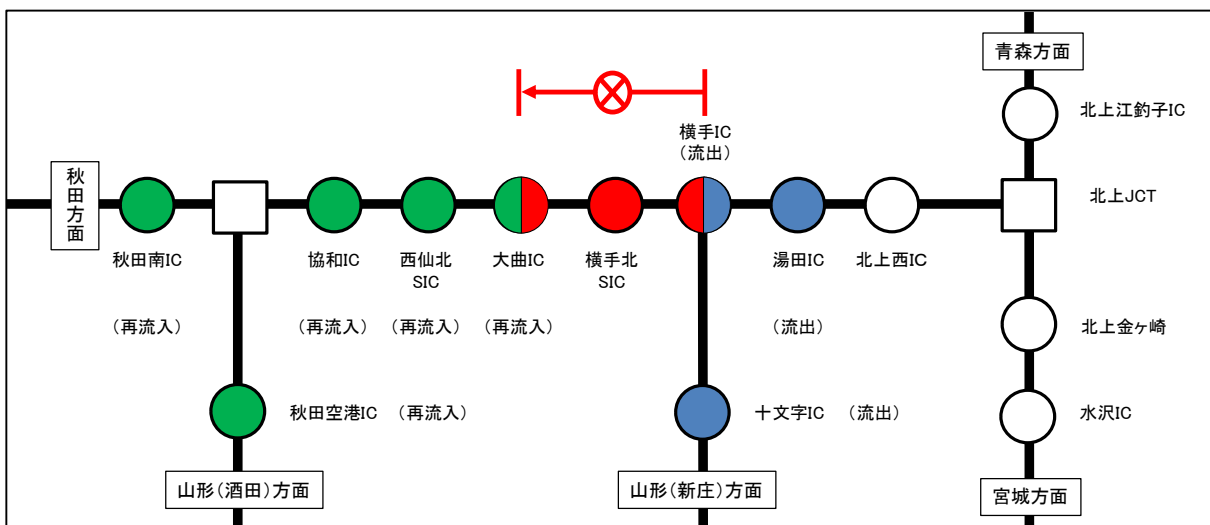 青森方面
北上江釣子IC
横手IC
(流出)
秋田方面
北上JCT
秋田南IC
協和IC
西仙北
SIC
大曲IC
横手北
SIC
湯田IC
北上西IC
(再流入)
(再流入)
(再流入)
(再流入)
(流出)
北上金ヶ崎
秋田空港IC (再流入)
十文字IC (流出)
水沢IC
山形(酒田)方面
山形(新庄)方面
宮城方面